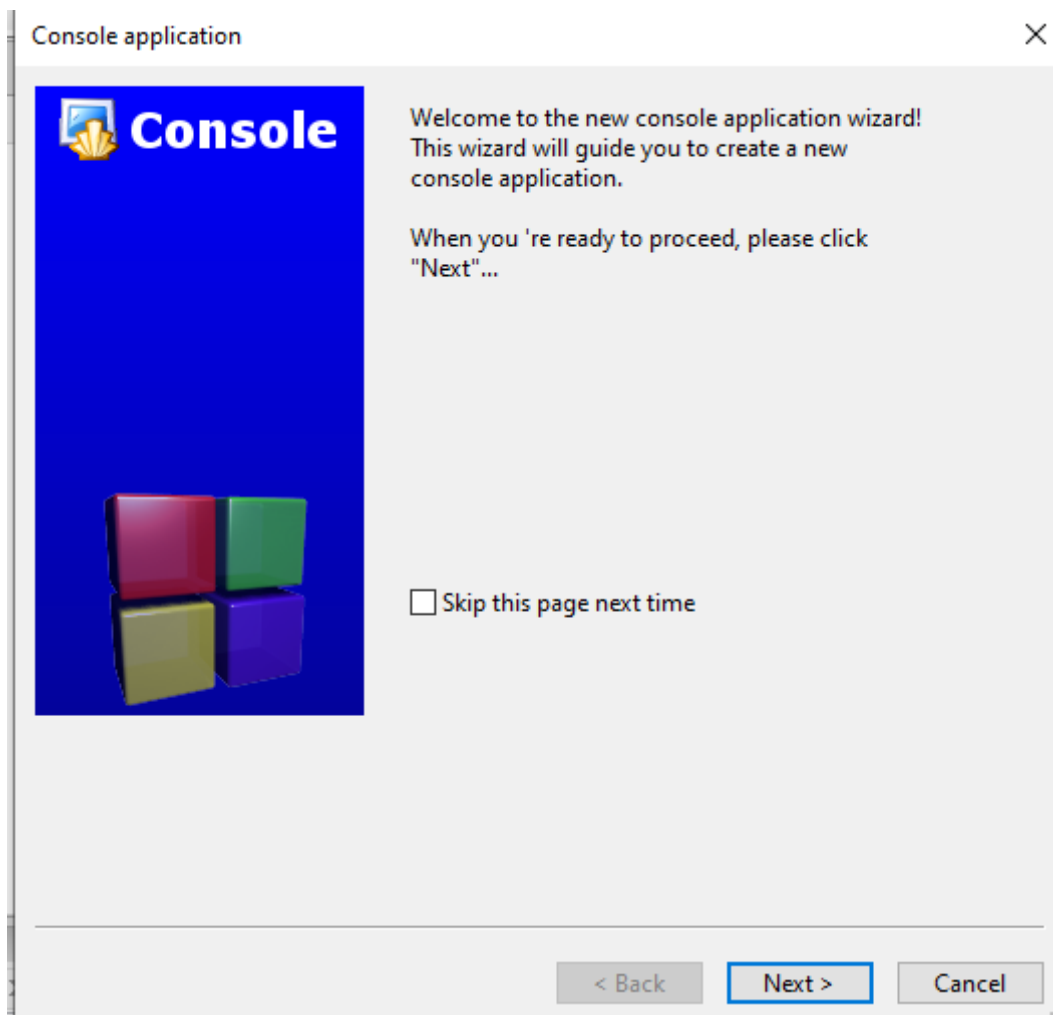 Console application
Console
Welcome to the new console application wizard!
This wizard will guide you to create a new
console application.
When you 're ready to proceed, please click
"Next"...
Skip this page next time
< Back
Next >
Cancel